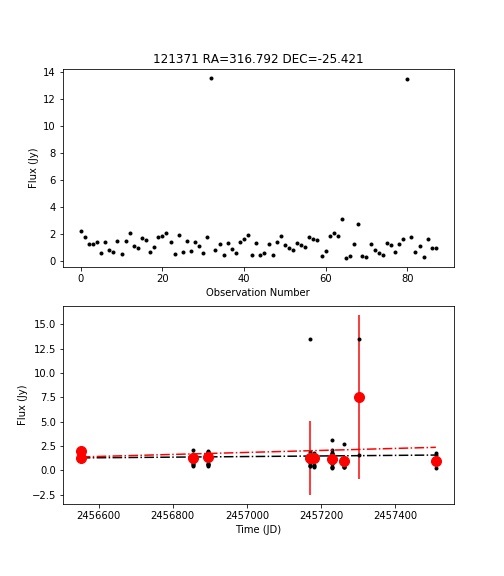 121371 RA=316.792 DEC=-25.421
14
12
10
8
6
4
2
0
Flux (Jy)
0 20 40 60 80
Observation Number
15.0
12.5
10.0
7.5
5.0
2.5
0.0
−2.5
Flux (Jy)
2456600 2456800 2457000 2457200 2457400
Time (JD)